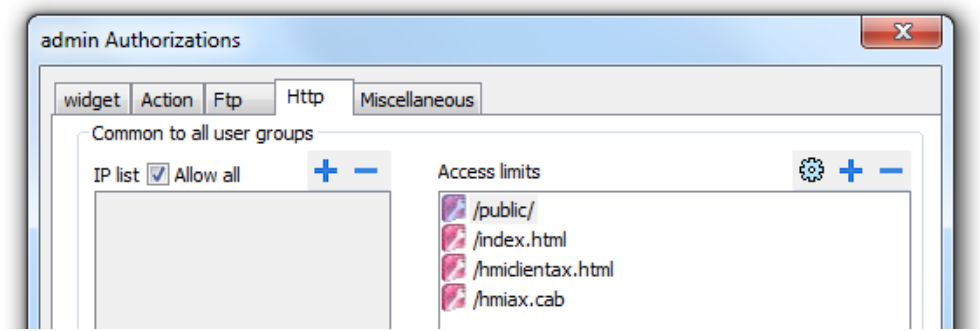 admin Authorizations
widget Action Ftp Http Miscellaneous
Common to all user groups
IP list Allow all
Access limits
/public/
/index.html
/hmiclientax.html
/hmiax.cab